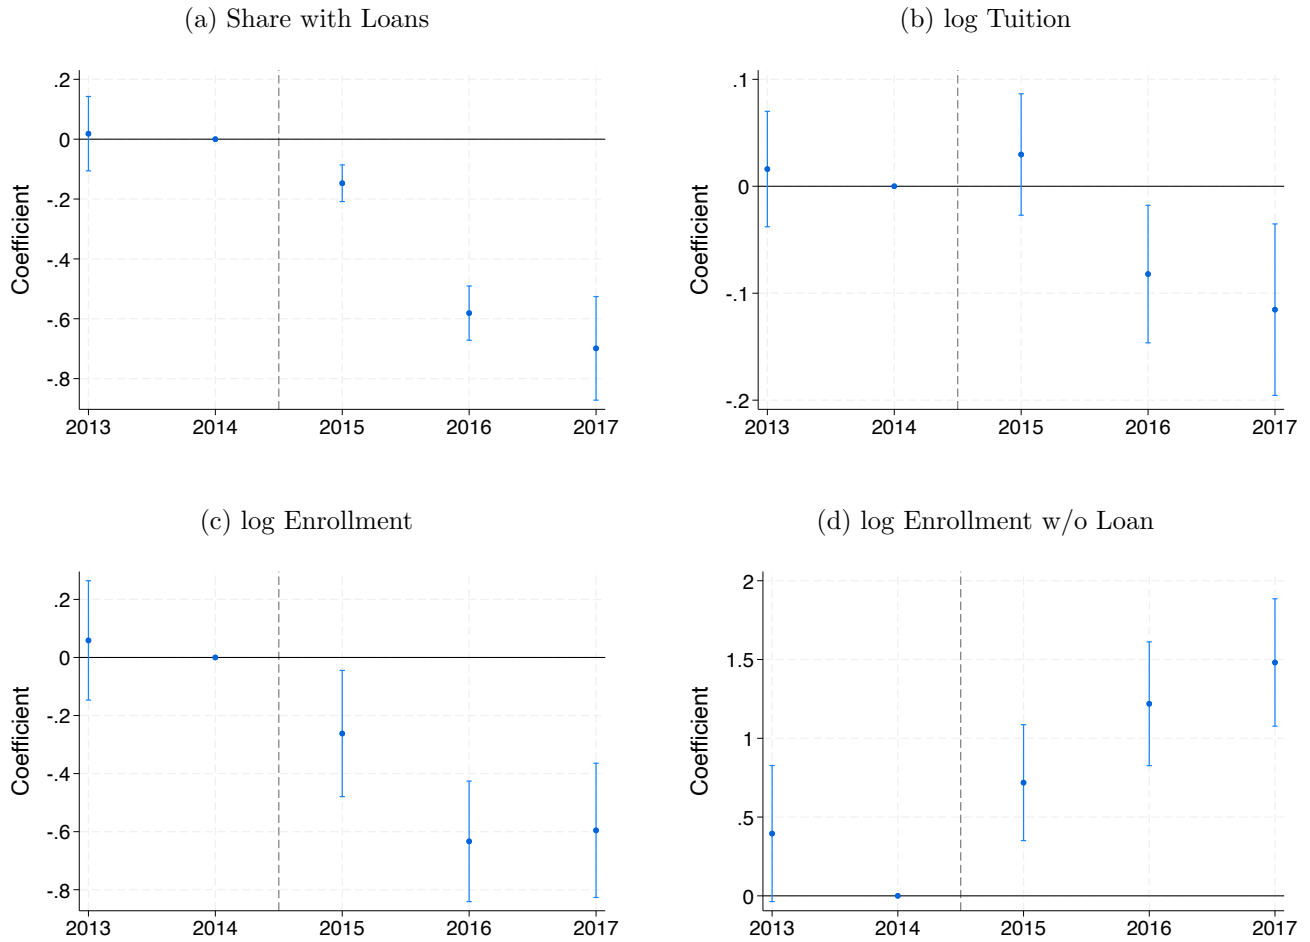 (a) Share with Loans
Coefficient
.2
0
-.2
-.4
-.6
-.8
2013 2014 2015 2016 2017
(b) log Tuition
Coefficient
.1
0
-.1
-.2
2013 2014 2015 2016 2017
(c) log Enrollment
Coefficient
.2
0
-.2
-.4
-.6
-.8
2013 2014 2015 2016 2017
(d) log Enrollment w/o Loan
Coefficient
2
1.5
1
.5
0
2013 2014 2015 2016 2017